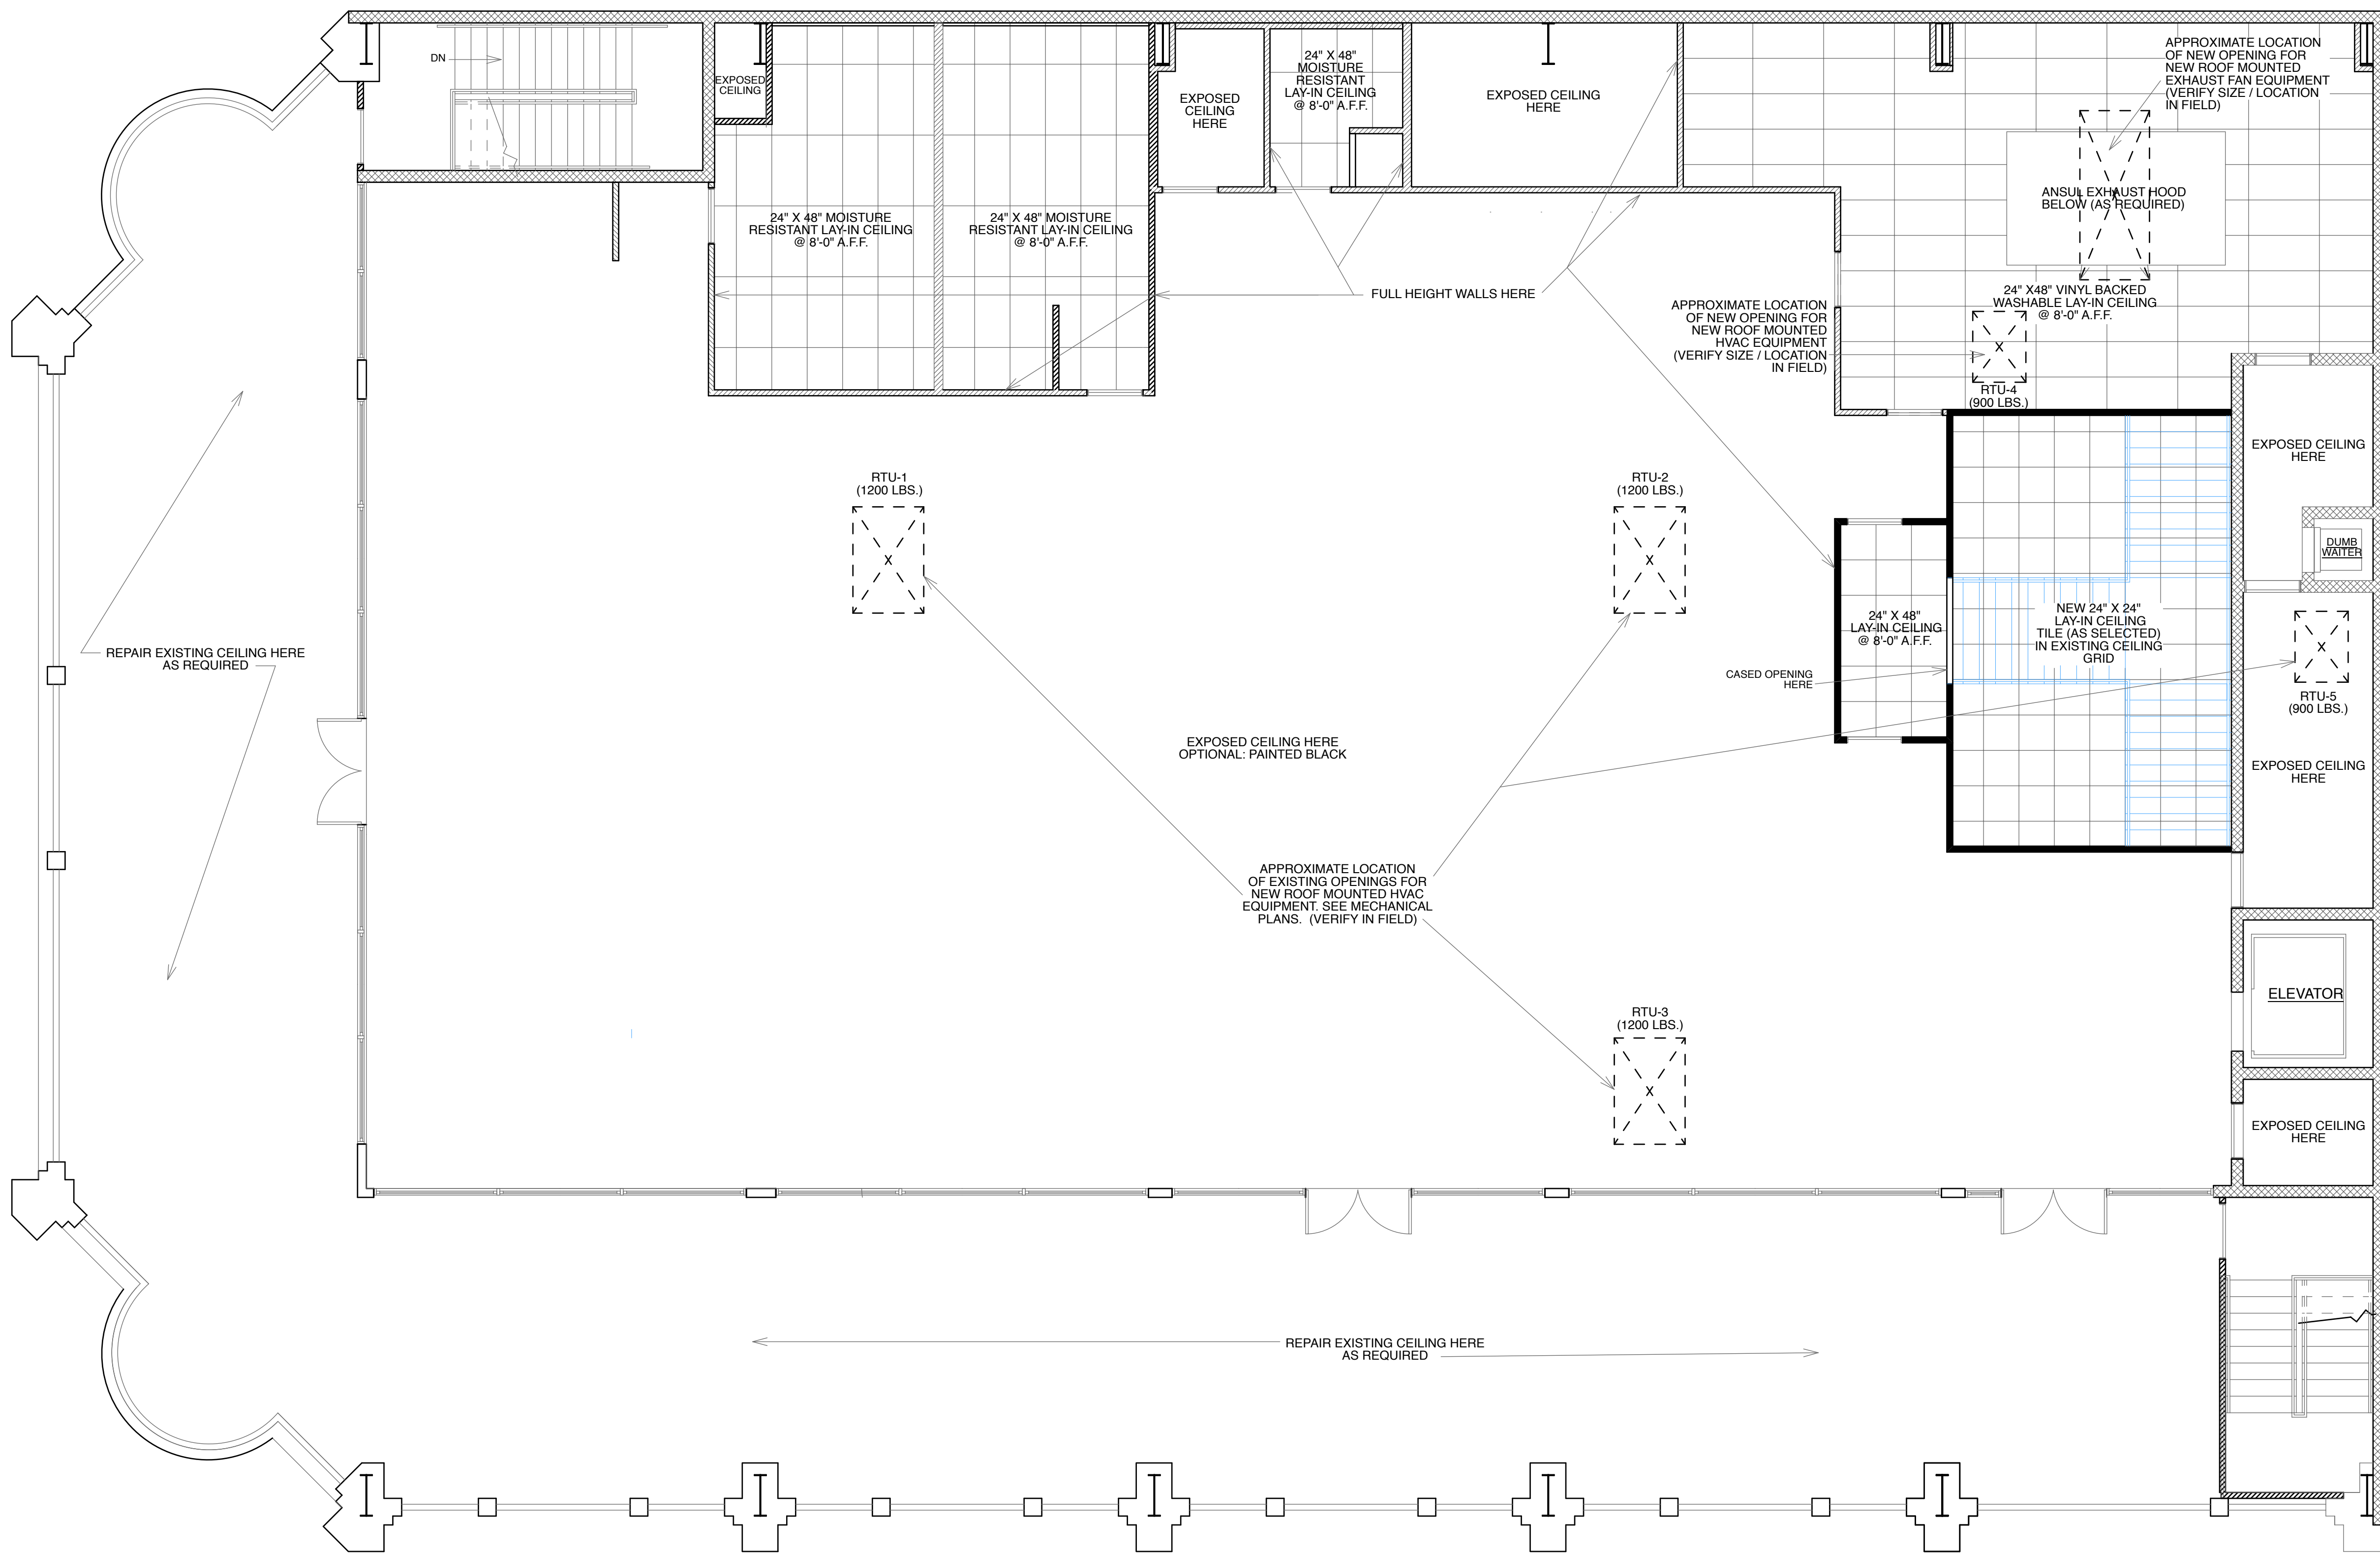 DN
EXPOSED
CEILING
24" X 48" MOISTURE
RESISTANT LAY-IN CEILING
@ 8'-0" A.F.F.
24" X 48" MOISTURE
RESISTANT LAY-IN CEILING
@ 8'-0" A.F.F.
EXPOSED
CEILING
HERE
24" X 48"
MOISTURE
RESISTANT
LAY-IN CEILING
@ 8'-0" A.F.F.
EXPOSED CEILING
HERE
APPROXIMATE LOCATION
OF NEW OPENING FOR
NEW ROOF MOUNTED
EXHAUST FAN EQUIPMENT
(VERIFY SIZE / LOCATION
IN FIELD)
ANSUL EXHAUST HOOD
BELOW (AS REQUIRED)
X
24" X48" VINYL BACKED
WASHABLE LAY-IN CEILING
@ 8'-0" A.F.F.
FULL HEIGHT WALLS HERE
APPROXIMATE LOCATION
OF NEW OPENING FOR
NEW ROOF MOUNTED
HVAC EQUIPMENT
(VERIFY SIZE / LOCATION
IN FIELD)
X
RTU-4
(900 LBS.)
EXPOSED CEILING
HERE
RTU-1
(1200 LBS.)
X
RTU-2
(1200 LBS.)
X
DUMB
WAITER
24" X 48"
LAY-IN CEILING
@ 8'-0" A.F.F.
NEW 24" X 24"
LAY-IN CEILING
TILE (AS SELECTED)
IN EXISTING CEILING
GRID
X
RTU-5
(900 LBS.)
REPAIR EXISTING CEILING HERE
AS REQUIRED
CASED OPENING
HERE
EXPOSED CEILING HERE
OPTIONAL: PAINTED BLACK
EXPOSED CEILING
HERE
APPROXIMATE LOCATION
OF EXISTING OPENINGS FOR
NEW ROOF MOUNTED HVAC
EQUIPMENT. SEE MECHANICAL
PLANS. (VERIFY IN FIELD)
ELEVATOR
RTU-3
(1200 LBS.)
X
EXPOSED CEILING
HERE
REPAIR EXISTING CEILING HERE
AS REQUIRED